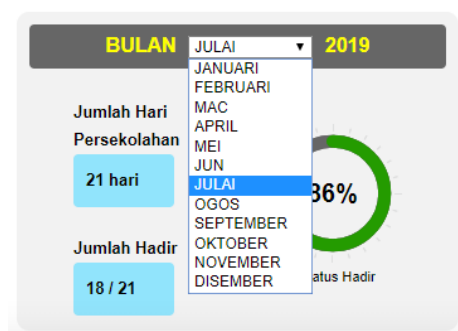 BULAN JULAI 2019
JANUARI
FEBRUARI
MAC
APRIL
MEI
JUN
JULAI
OGOS
SEPTEMBER
OKTOBER
NOVEMBER
DISEMBER
Jumlah Hari
Persekolahan
21 hari
Jumlah Hadir
18 / 21
Hadir